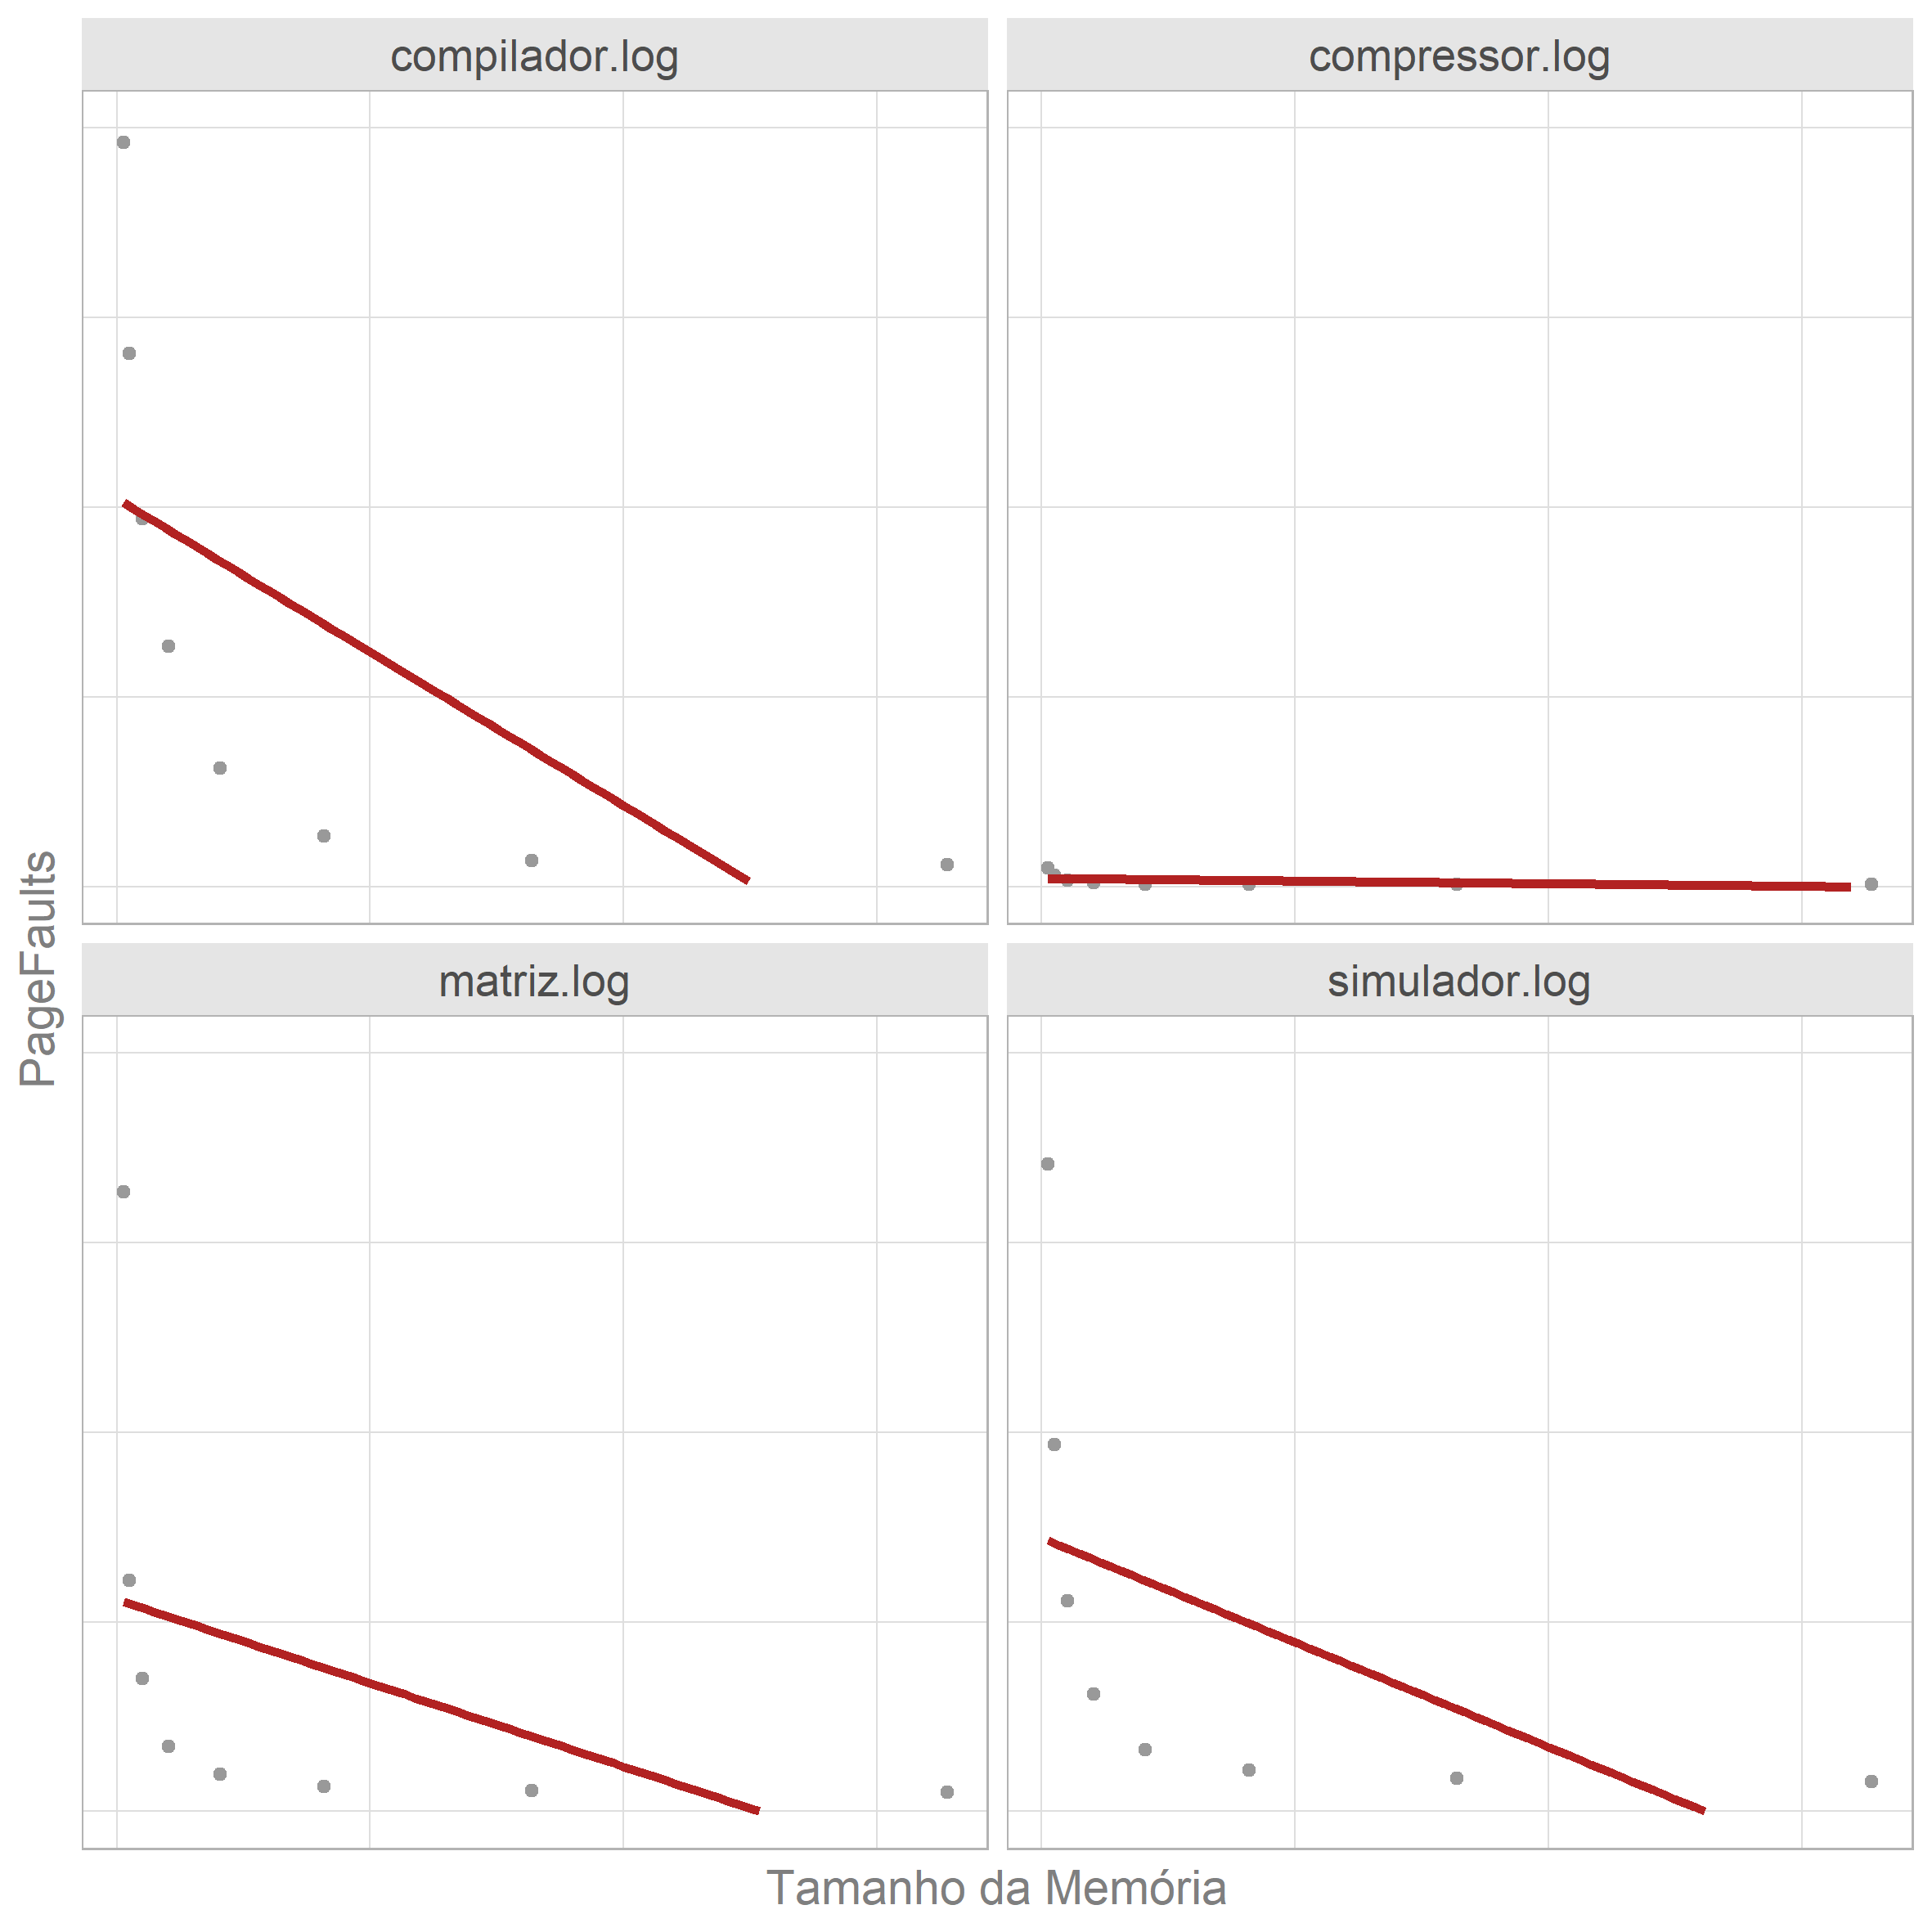 compilador.log
compressor.log
PageFaults
matriz.log
simulador.log
Tamanho da Memória